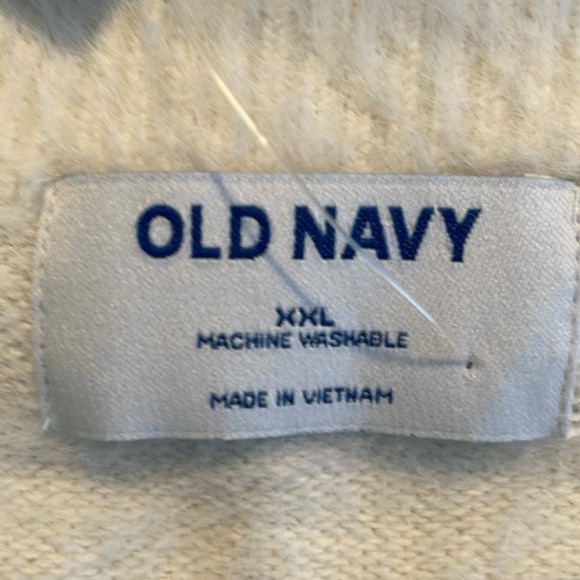 OLD NAVY
XXL
MACHINE WASHABLE
MADE IN VIETNAM